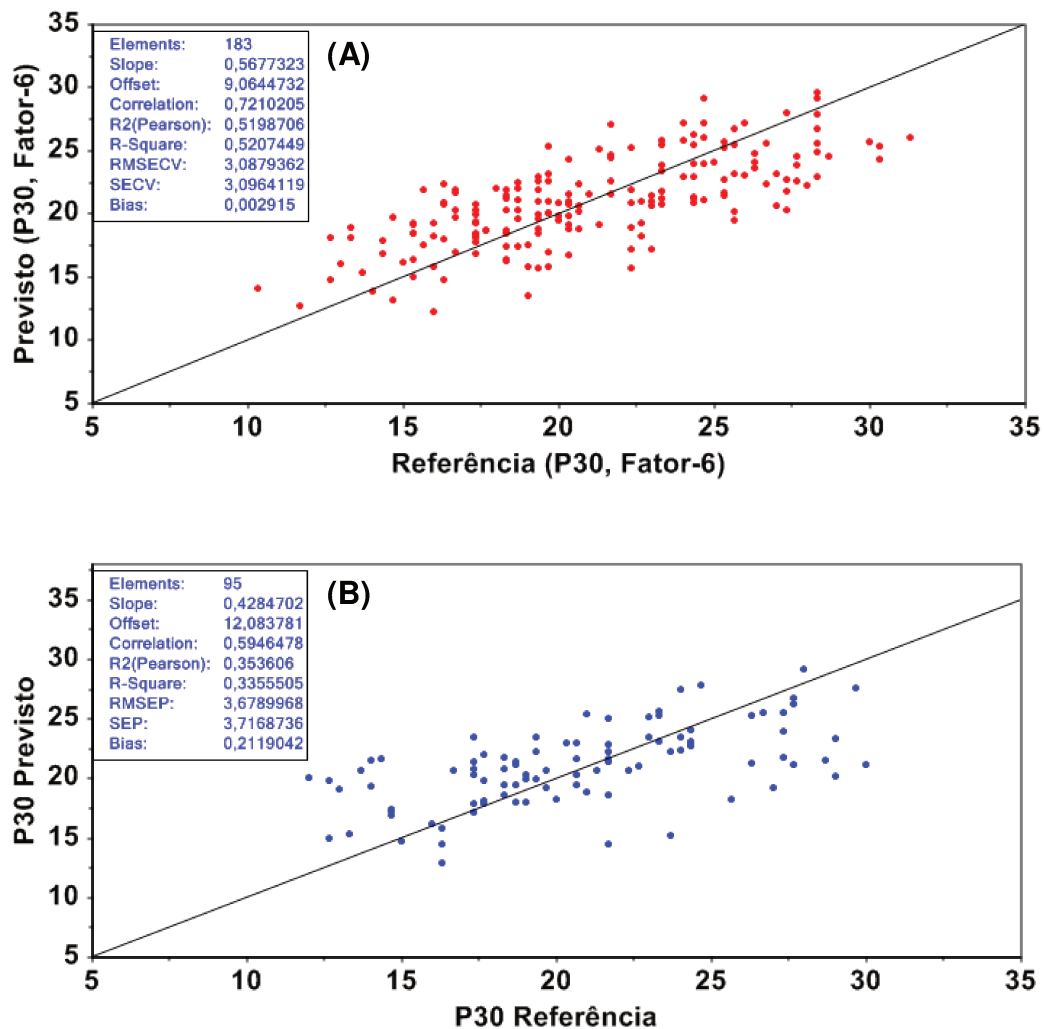 35
30
25
20
15
10
5
Previsto (P30, Fator-6)
Elements: 183
Slope: 0,5677323
Offset: 9,0644732
Correlation: 0,7210205
R2(Pearson): 0,5198706
R-Square: 0,5207449
RMSECV: 3,0879362
SECV: 3,0964119
Bias: 0,002915
(A)
5 10 15 20 25 30 35
Referência (P30, Fator-6)
35
30
25
20
15
10
5
P30 Previsto
Elements: 95
Slope: 0,4284702
Offset: 12,083781
Correlation: 0,5946478
R2(Pearson): 0,353606
R-Square: 0,3355505
RMSEP: 3,6789968
SEP: 3,7168736
Bias: 0,2119042
(B)
5 10 15 20 25 30 35
P30 Referência